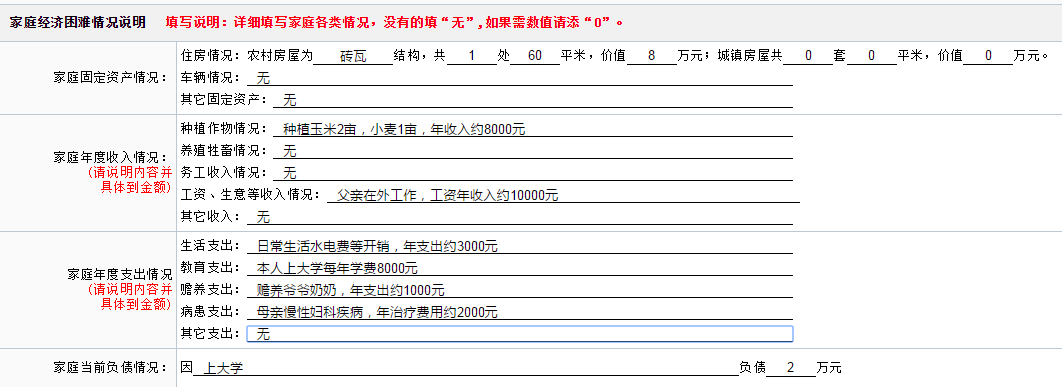 家庭经济困难情况说明 填写说明：详细填写家庭各类情况，没有的填“无”,如果需数值请添“0”。
家庭固定资产情况：
住房情况：农村房屋为 砖瓦 结构，共 1 处 60 平米，价值 8 万元；城镇房屋共 0 套 0 平米，价值 0 万元。
车辆情况： 无
其它固定资产： 无
家庭年度收入情况：
(请说明内容并
具体到金额)
种植作物情况： 种植玉米2亩，小麦1亩，年收入约8000元
养殖牲畜情况： 无
务工收入情况： 无
工资、生意等收入情况： 父亲在外工作，工资年收入约10000元
其它收入： 无
家庭年度支出情况
(请说明内容并
具体到金额)
生活支出： 日常生活水电费等开销，年支出约3000元
教育支出： 本人上大学每年学费8000元
赡养支出： 赡养爷爷奶奶，年支出约1000元
病患支出： 母亲慢性妇科疾病，年治疗费用约2000元
其它支出： 无
家庭当前负债情况： 因 上大学 负债 2 万元